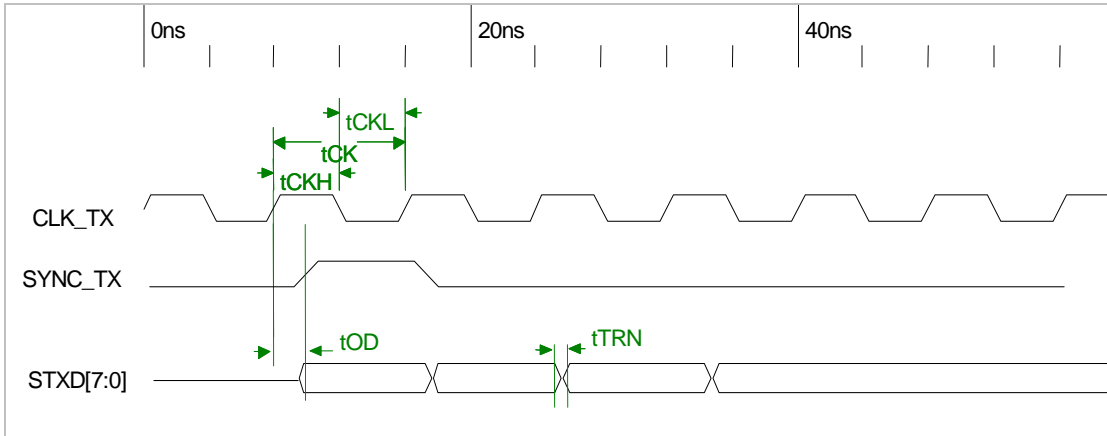 0ns 20ns 40ns
tCKL
tCK
tCKH
CLK_TX
SYNC_TX
tOD tTRN
STXD[7:0]